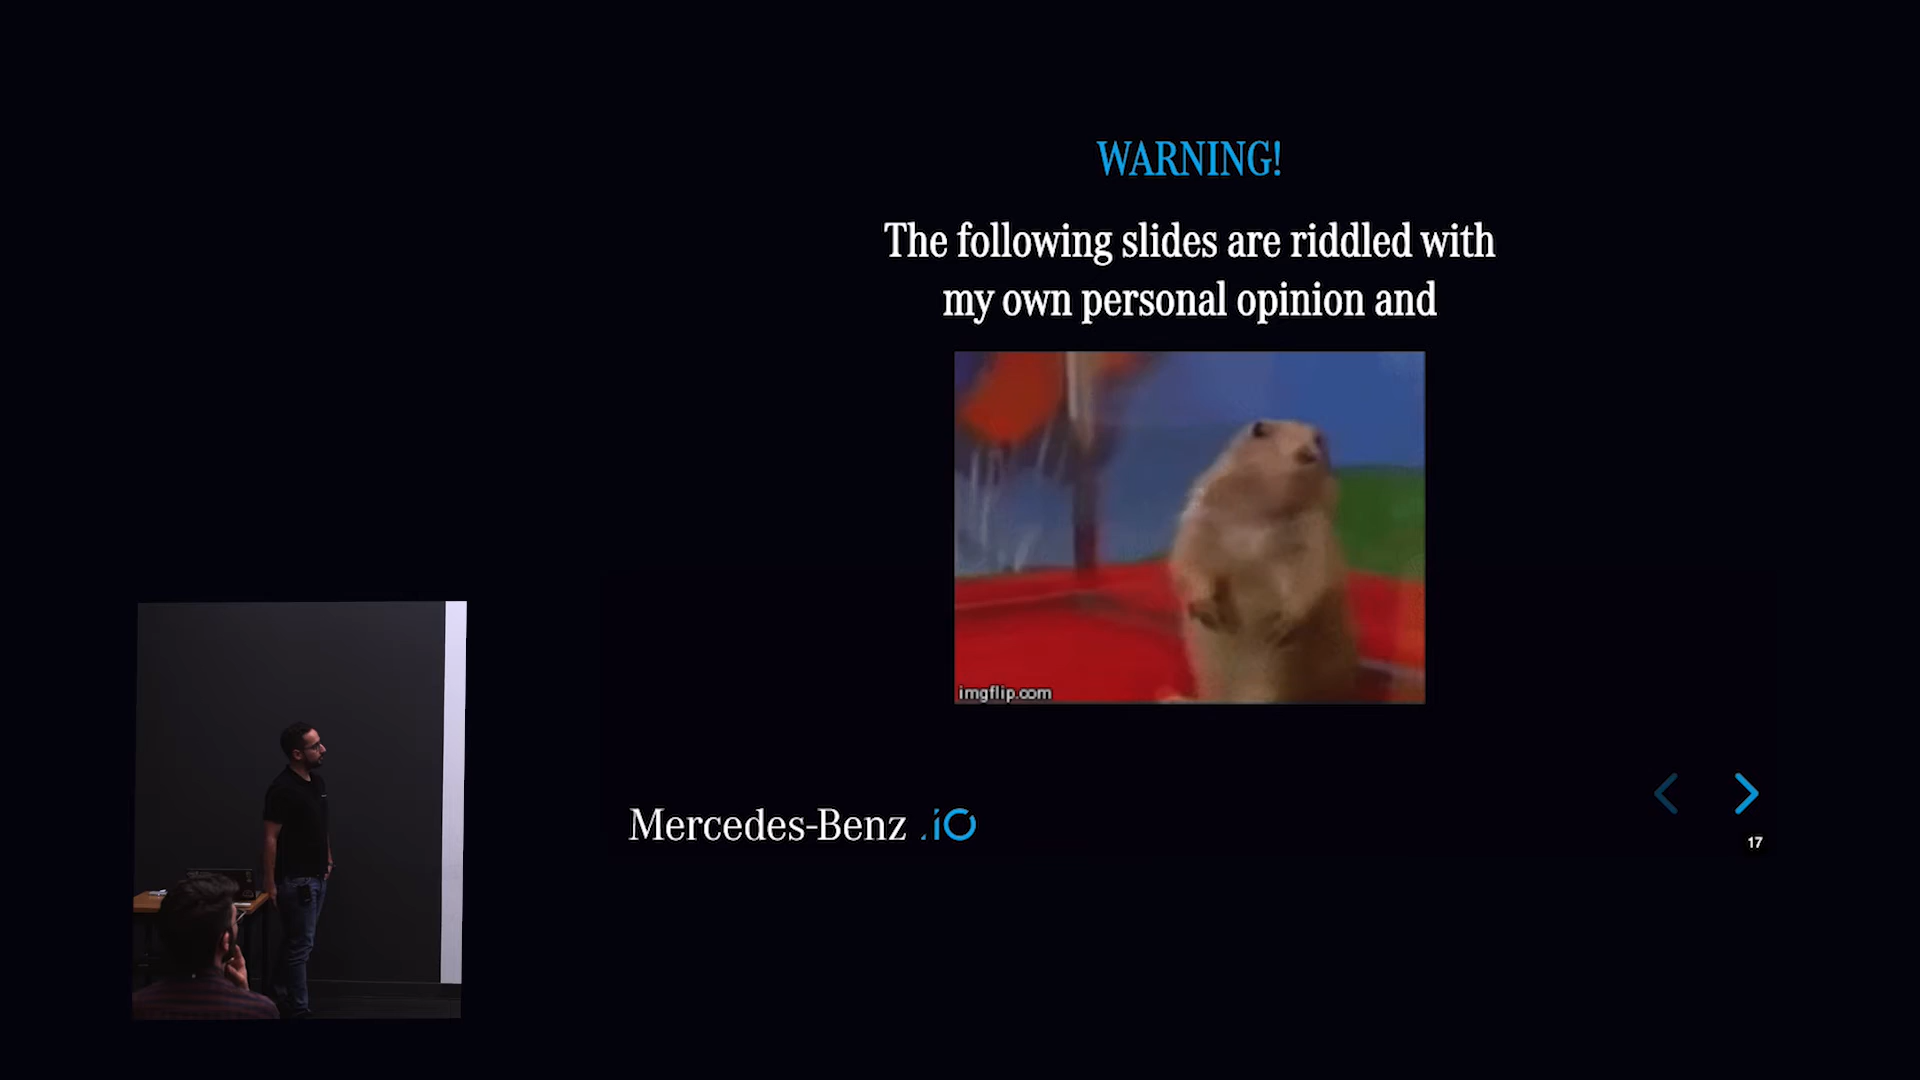 WARNING!
The following slides are riddled with
my own personal opinion and
imgflip.com
Mercedes-Benz .iO
17